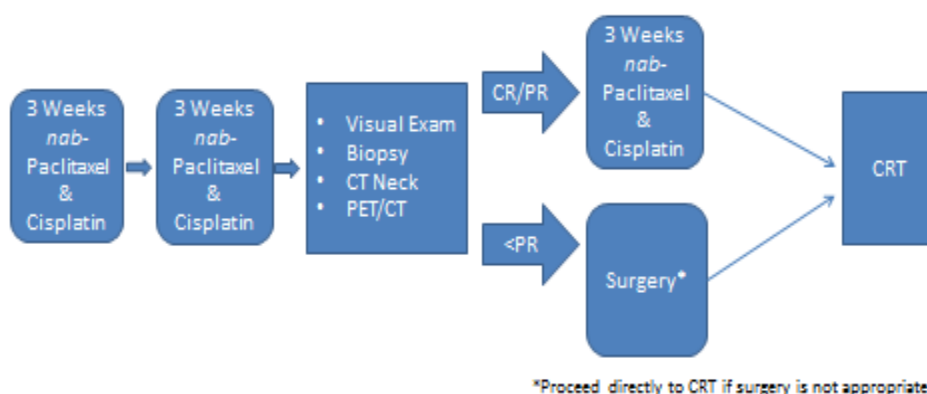 3 Weeks
nab-
Paclitaxel
&
Cisplatin
3 Weeks
nab-
Paclitaxel
&
Cisplatin
• Visual Exam
• Biopsy
• CT Neck
• PET/CT
CR/PR
3 Weeks
nab-
Paclitaxel
&
Cisplatin
<PR
Surgery*
CRT
*Proceed directly to CRT if surgery is not appropriate